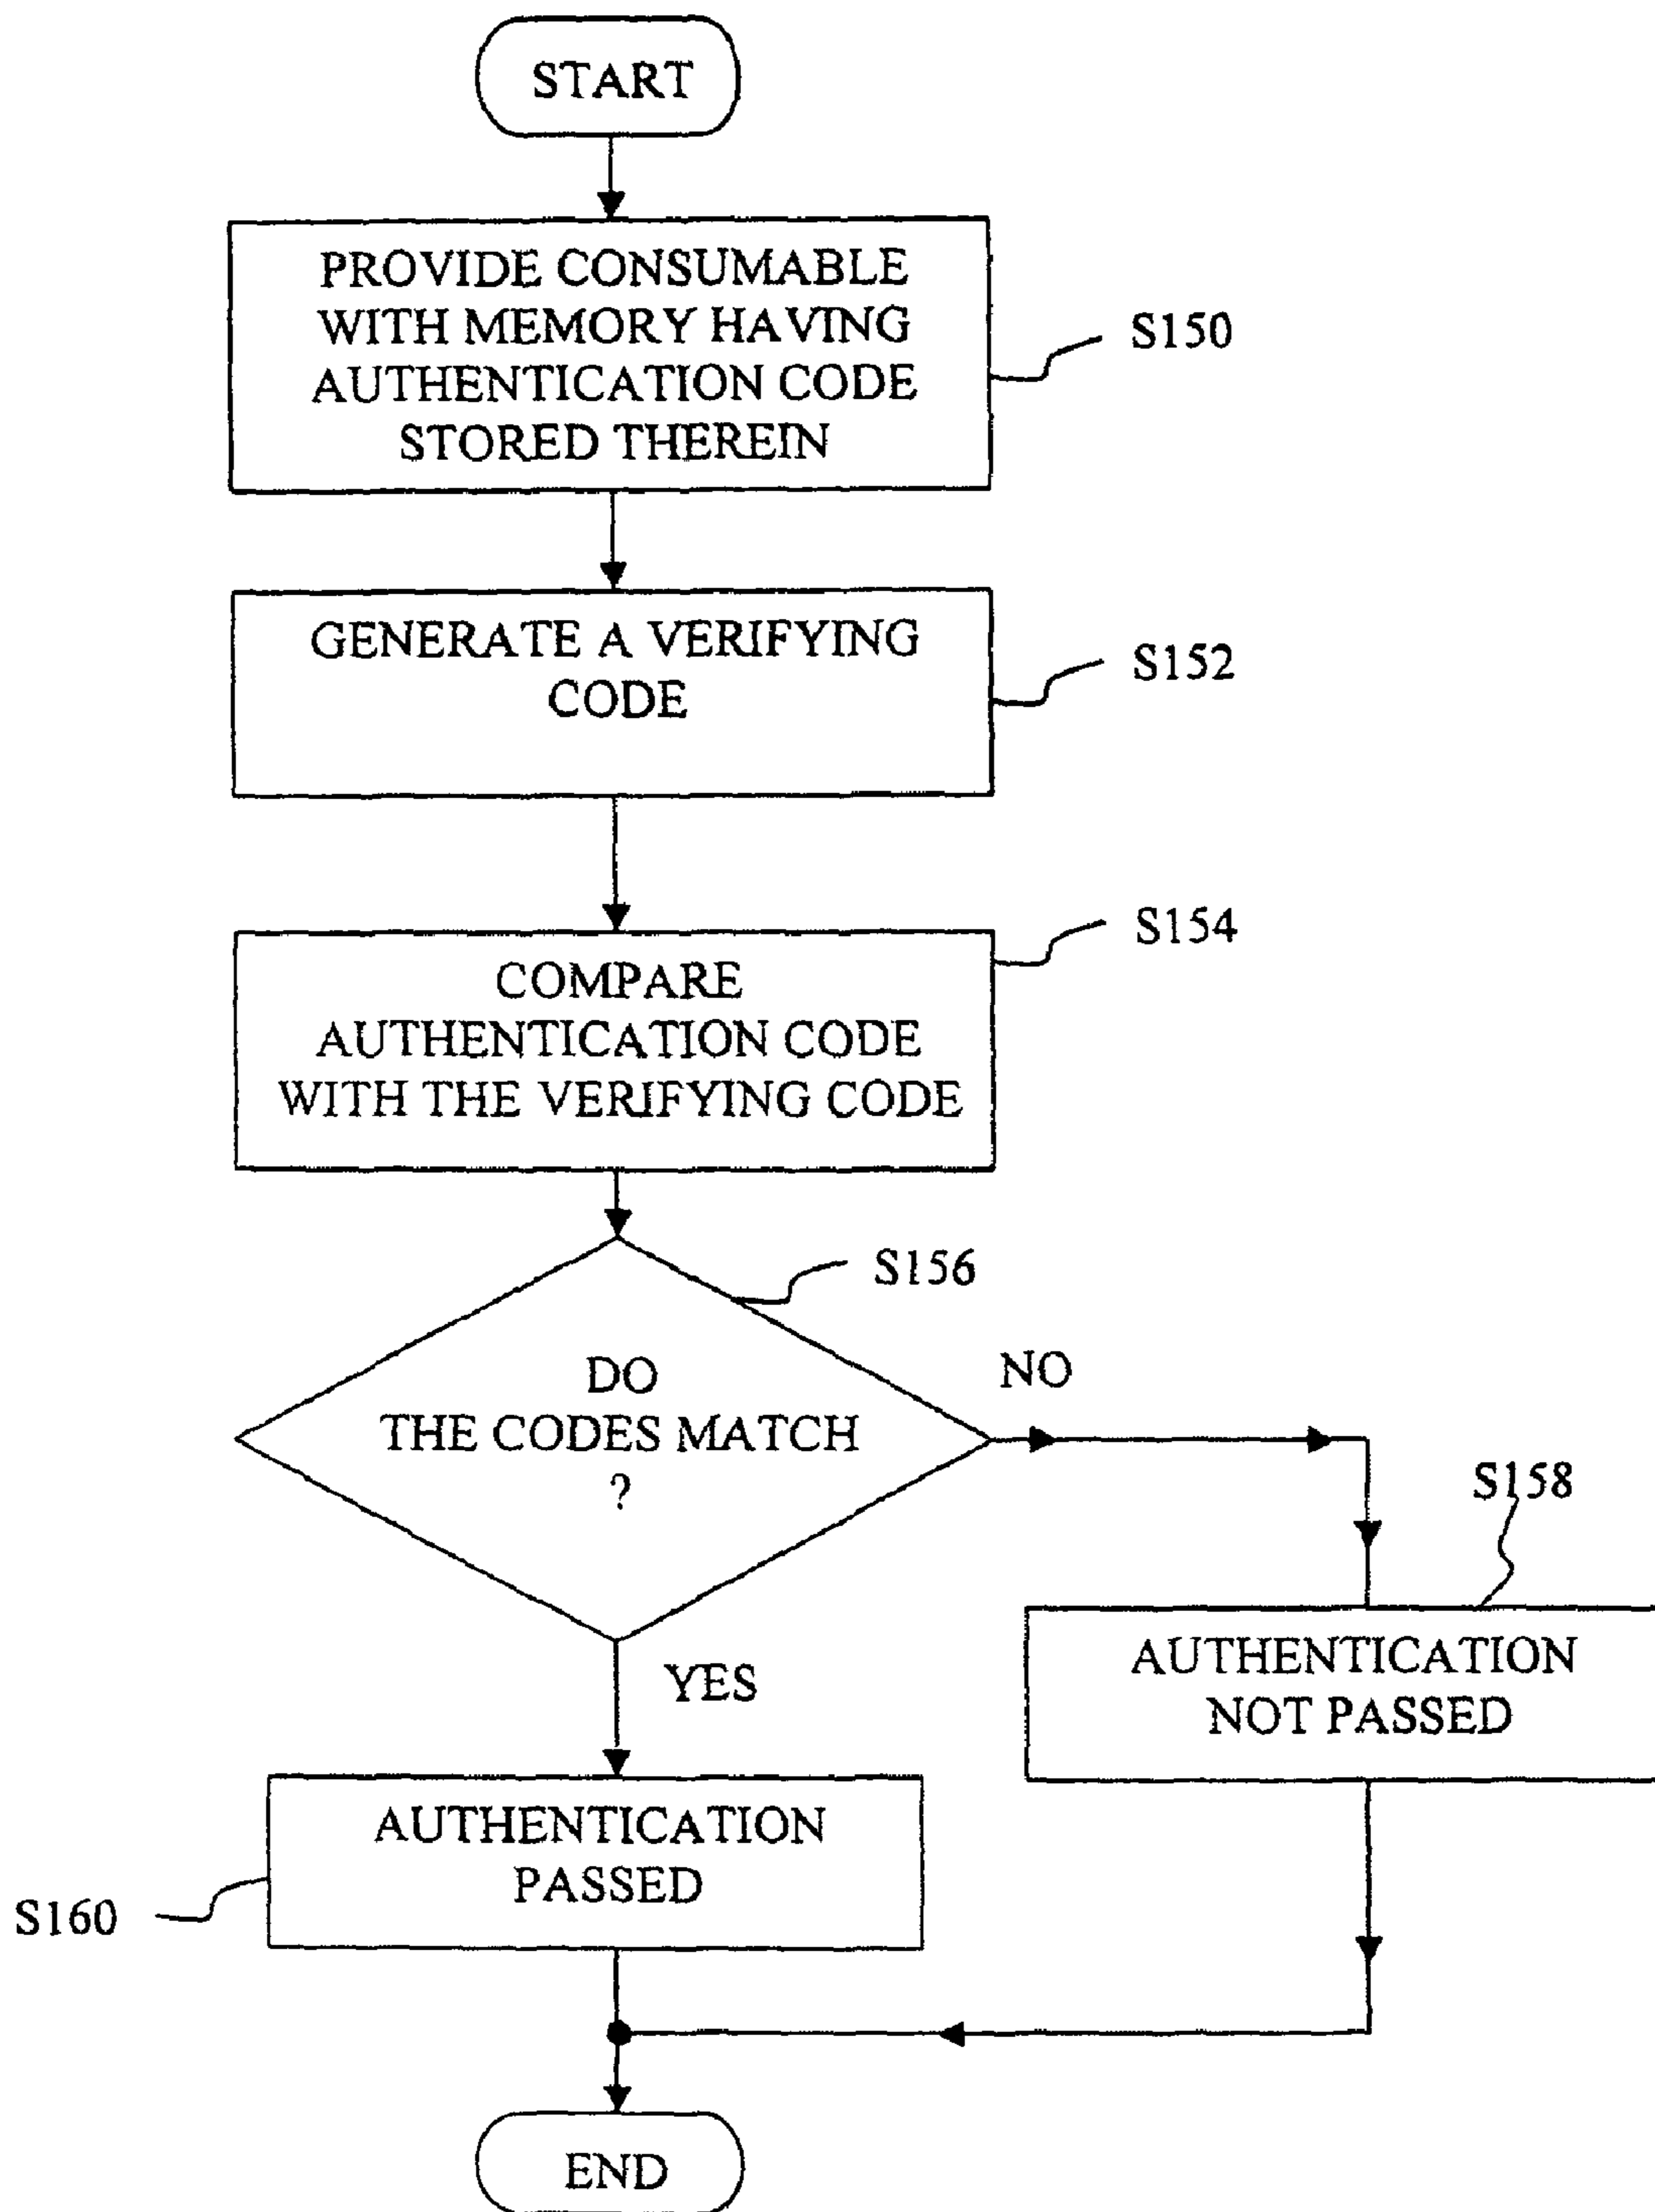 START
PROVIDE CONSUMABLE
WITH MEMORY HAVING
AUTHENTICATION CODE
STORED THEREIN
S150
GENERATE A VERIFYING
CODE
S152
COMPARE
AUTHENTICATION CODE
WITH THE VERIFYING CODE
S154
DO
THE CODES MATCH
?
S156
NO
S158
AUTHENTICATION
NOT PASSED
YES
AUTHENTICATION
PASSED
S160
END